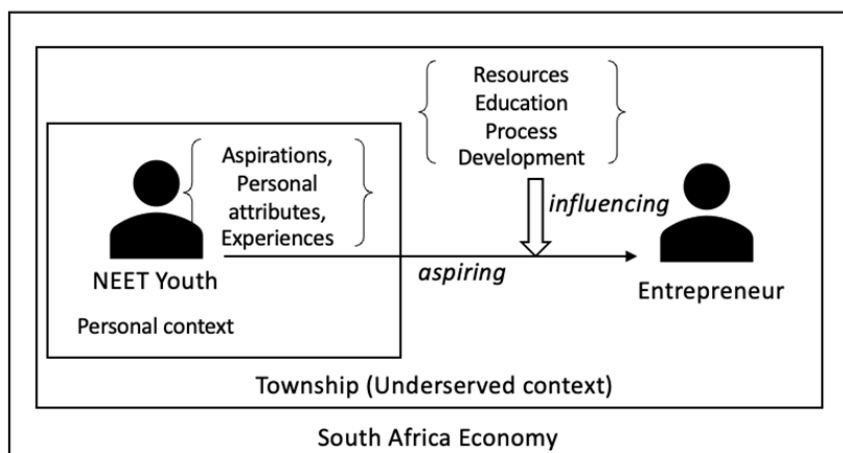 Resources
Education
Process
Development
influencing
Aspirations,
Personal
attributes,
Experiences
NEET Youth
aspiring
Entrepreneur
Personal context
Township (Underserved context)
South Africa Economy